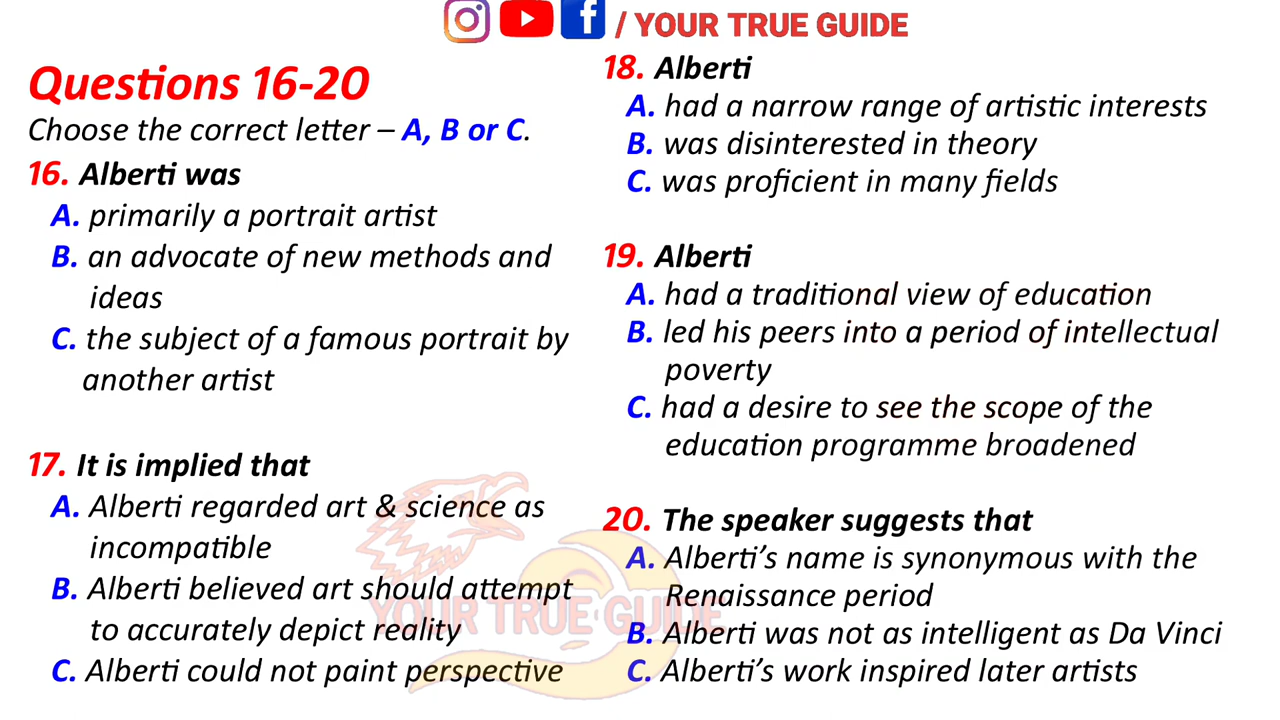 / YOUR TRUE GUIDE
Questions 16-20
Choose the correct letter – A, B or C.
16. Alberti was
A. primarily a portrait artist
B. an advocate of new methods and
ideas
C. the subject of a famous portrait by
another artist
17. It is implied that
A. Alberti regarded art & science as
incompatible
B. Alberti believed art should attempt
to accurately depict reality
C. Alberti could not paint perspective
18. Alberti
A. had a narrow range of artistic interests
B. was disinterested in theory
C. was proficient in many fields
19. Alberti
A. had a traditional view of education
B. led his peers into a period of intellectual
poverty
C. had a desire to see the scope of the
education programme broadened
20. The speaker suggests that
A. Alberti's name is synonymous with the
Renaissance period
B. Alberti was not as intelligent as Da Vinci
C. Alberti's work inspired later artists
YOUR TRUE GUIDE